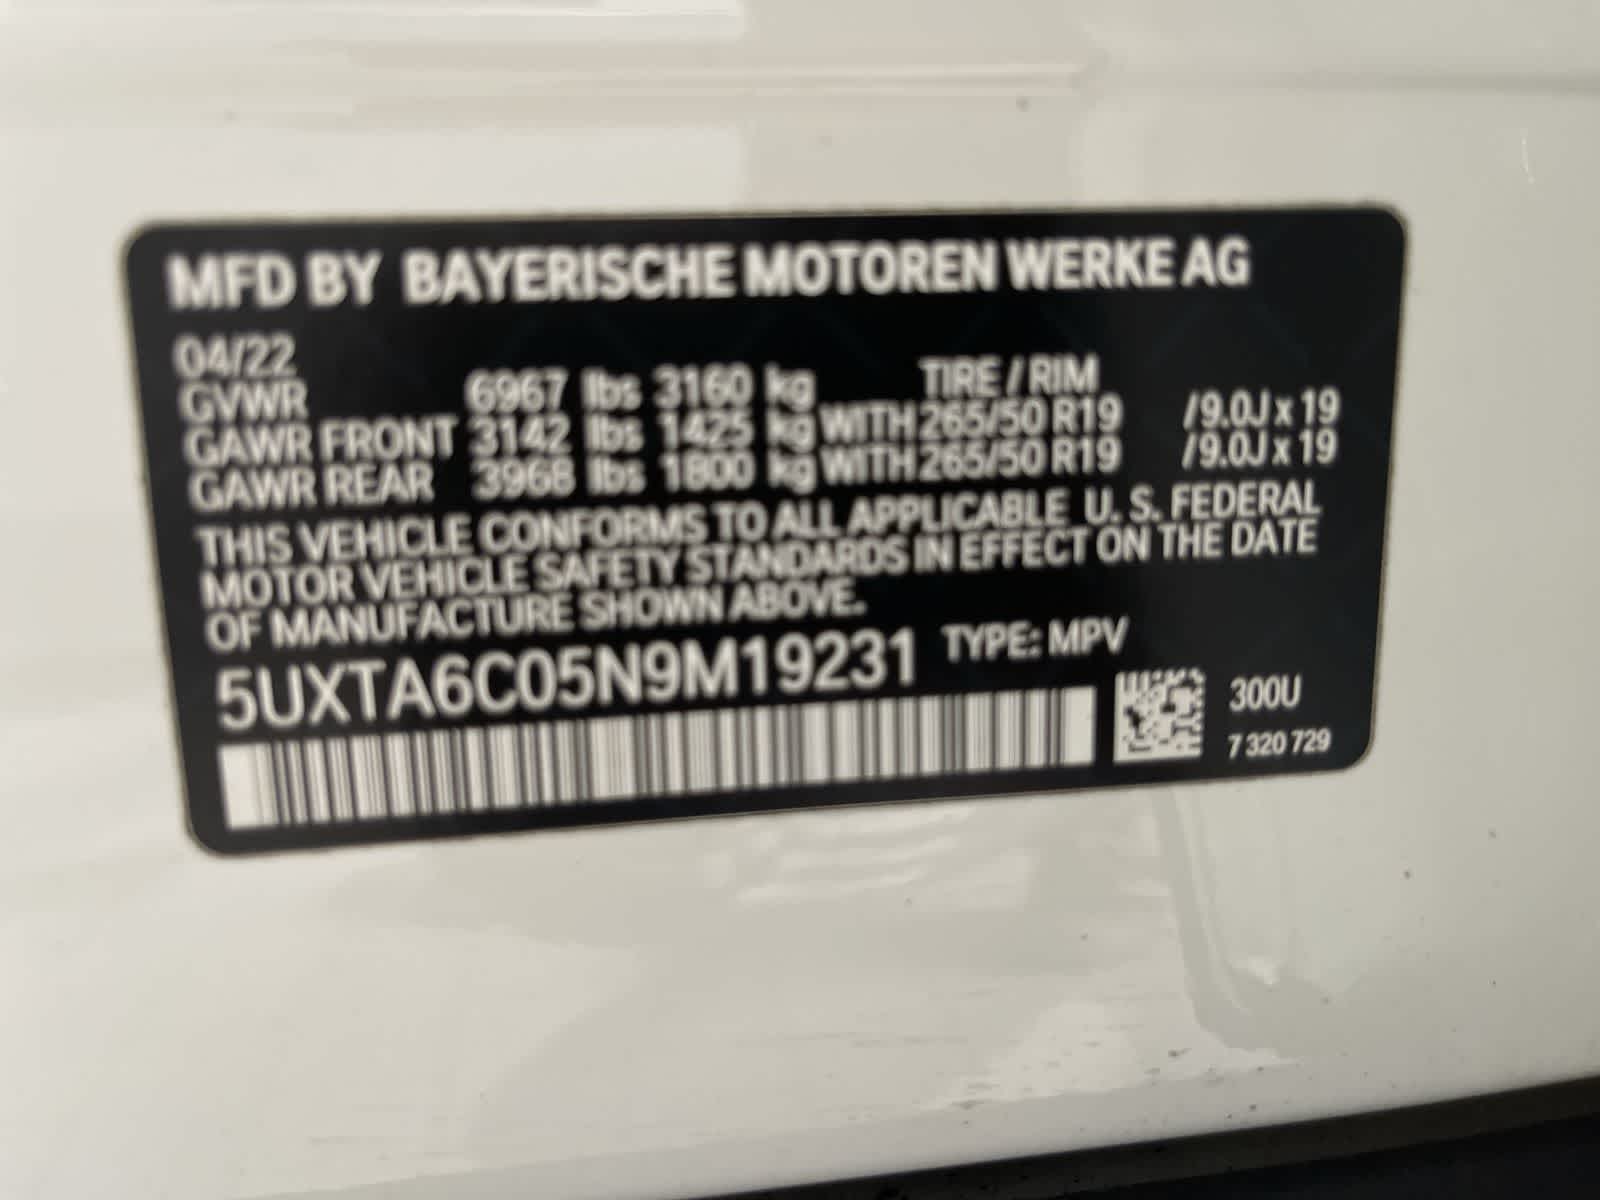 MFD BY BAYERISCHE MOTOREN WERKE AG
04/22
GVWR 6967 lbs 3160 kg TIRE / RIM
GAWR FRONT 3142 lbs 1425 kg WITH 265/50 R19 /9.0J x 19
GAWR REAR 3968 lbs 1800 kg WITH 265/50 R19 /9.0J x 19
THIS VEHICLE CONFORMS TO ALL APPLICABLE U.S. FEDERAL
MOTOR VEHICLE SAFETY STANDARDS IN EFFECT ON THE DATE
OF MANUFACTURE SHOWN ABOVE.
5UXTA6C05N9M19231 TYPE: MPV
300U
7 320 729